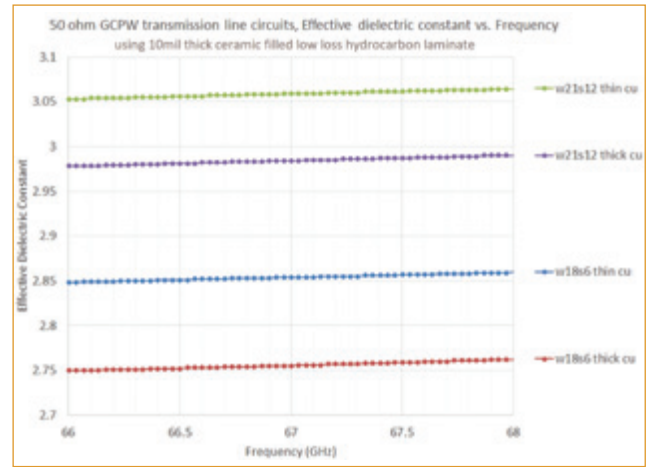 50 ohm GCPW transmission line circuits, Effective dielectric constant vs. Frequency
using 10mil thick ceramic filled low loss hydrocarbon laminate
3.1
3.05
3
2.95
2.9
2.85
2.8
2.75
2.7
Effective Dielectric Constant
66
66.5
67
67.5
68
Frequency (GHz)
w21s12 thin cu
w21s12 thick cu
w18s6 thin cu
w18s6 thick cu